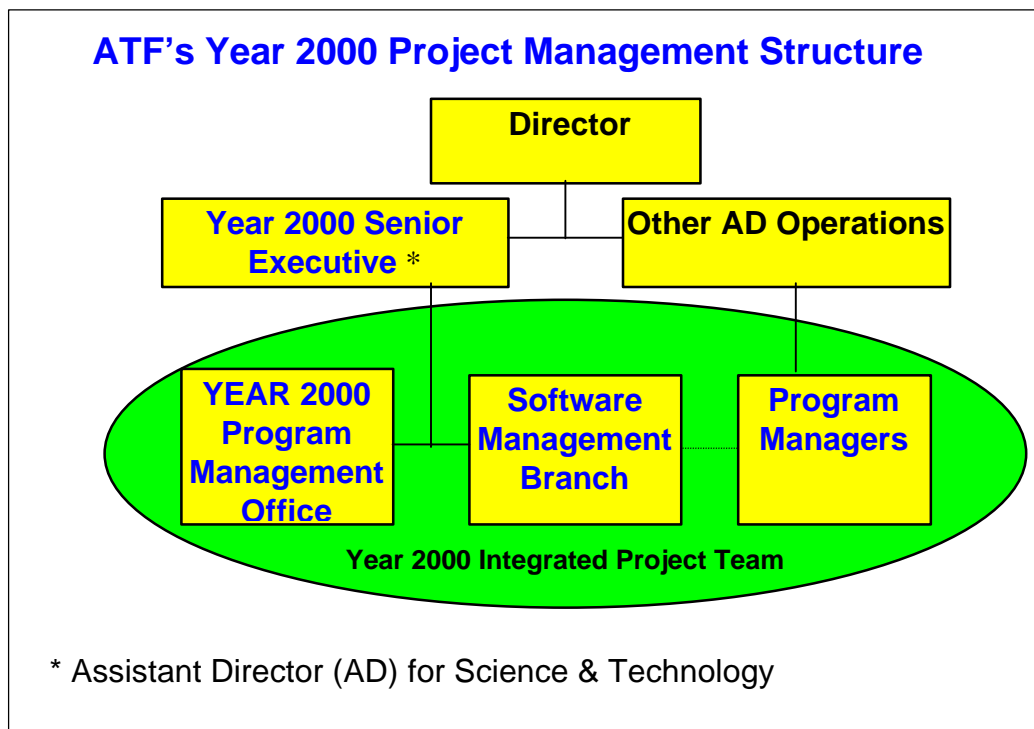 ATF's Year 2000 Project Management Structure
Director
Year 2000 Senior
Executive *
Other AD Operations
YEAR 2000
Program
Management
Office
Software
Management
Branch
Program
Managers
Year 2000 Integrated Project Team
* Assistant Director (AD) for Science & Technology